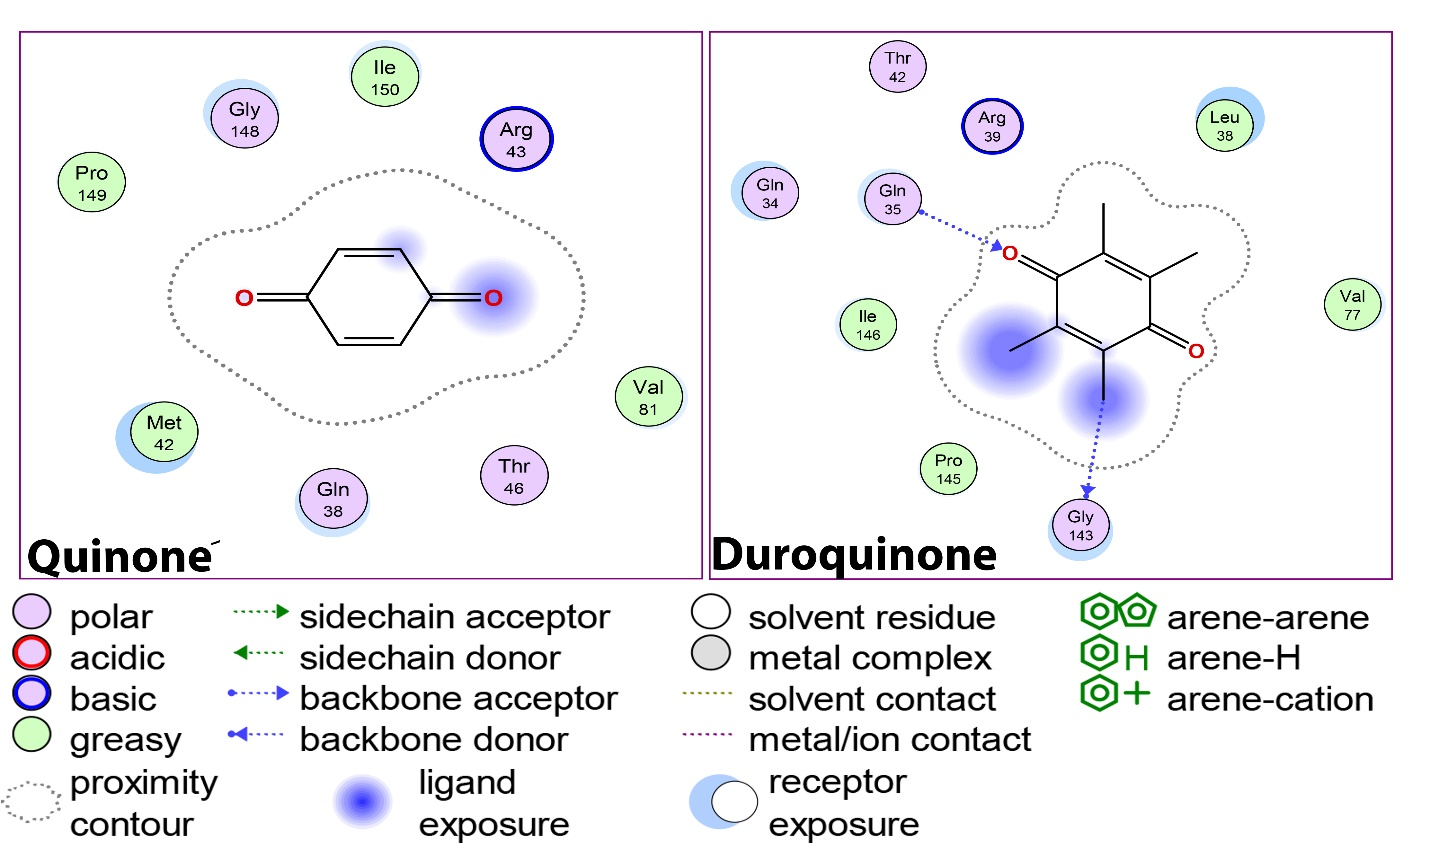 Ile
150
Gly
148
Arg
43
Pro
149
O
O
Val
81
Met
42
Thr
46
Gln
38
Quinone
Thr
42
Arg
39
Leu
38
Gln
34
Gln
35
O
Val
77
Ile
146
O
Pro
145
Gly
143
Duroquinone
polar
sidechain acceptor
solvent residue
arene-arene
acidic
sidechain donor
metal complex
H
arene-H
basic
backbone acceptor
solvent contact
+
arene-cation
greasy
backbone donor
metal/ion contact
proximity
contour
ligand
exposure
receptor
exposure